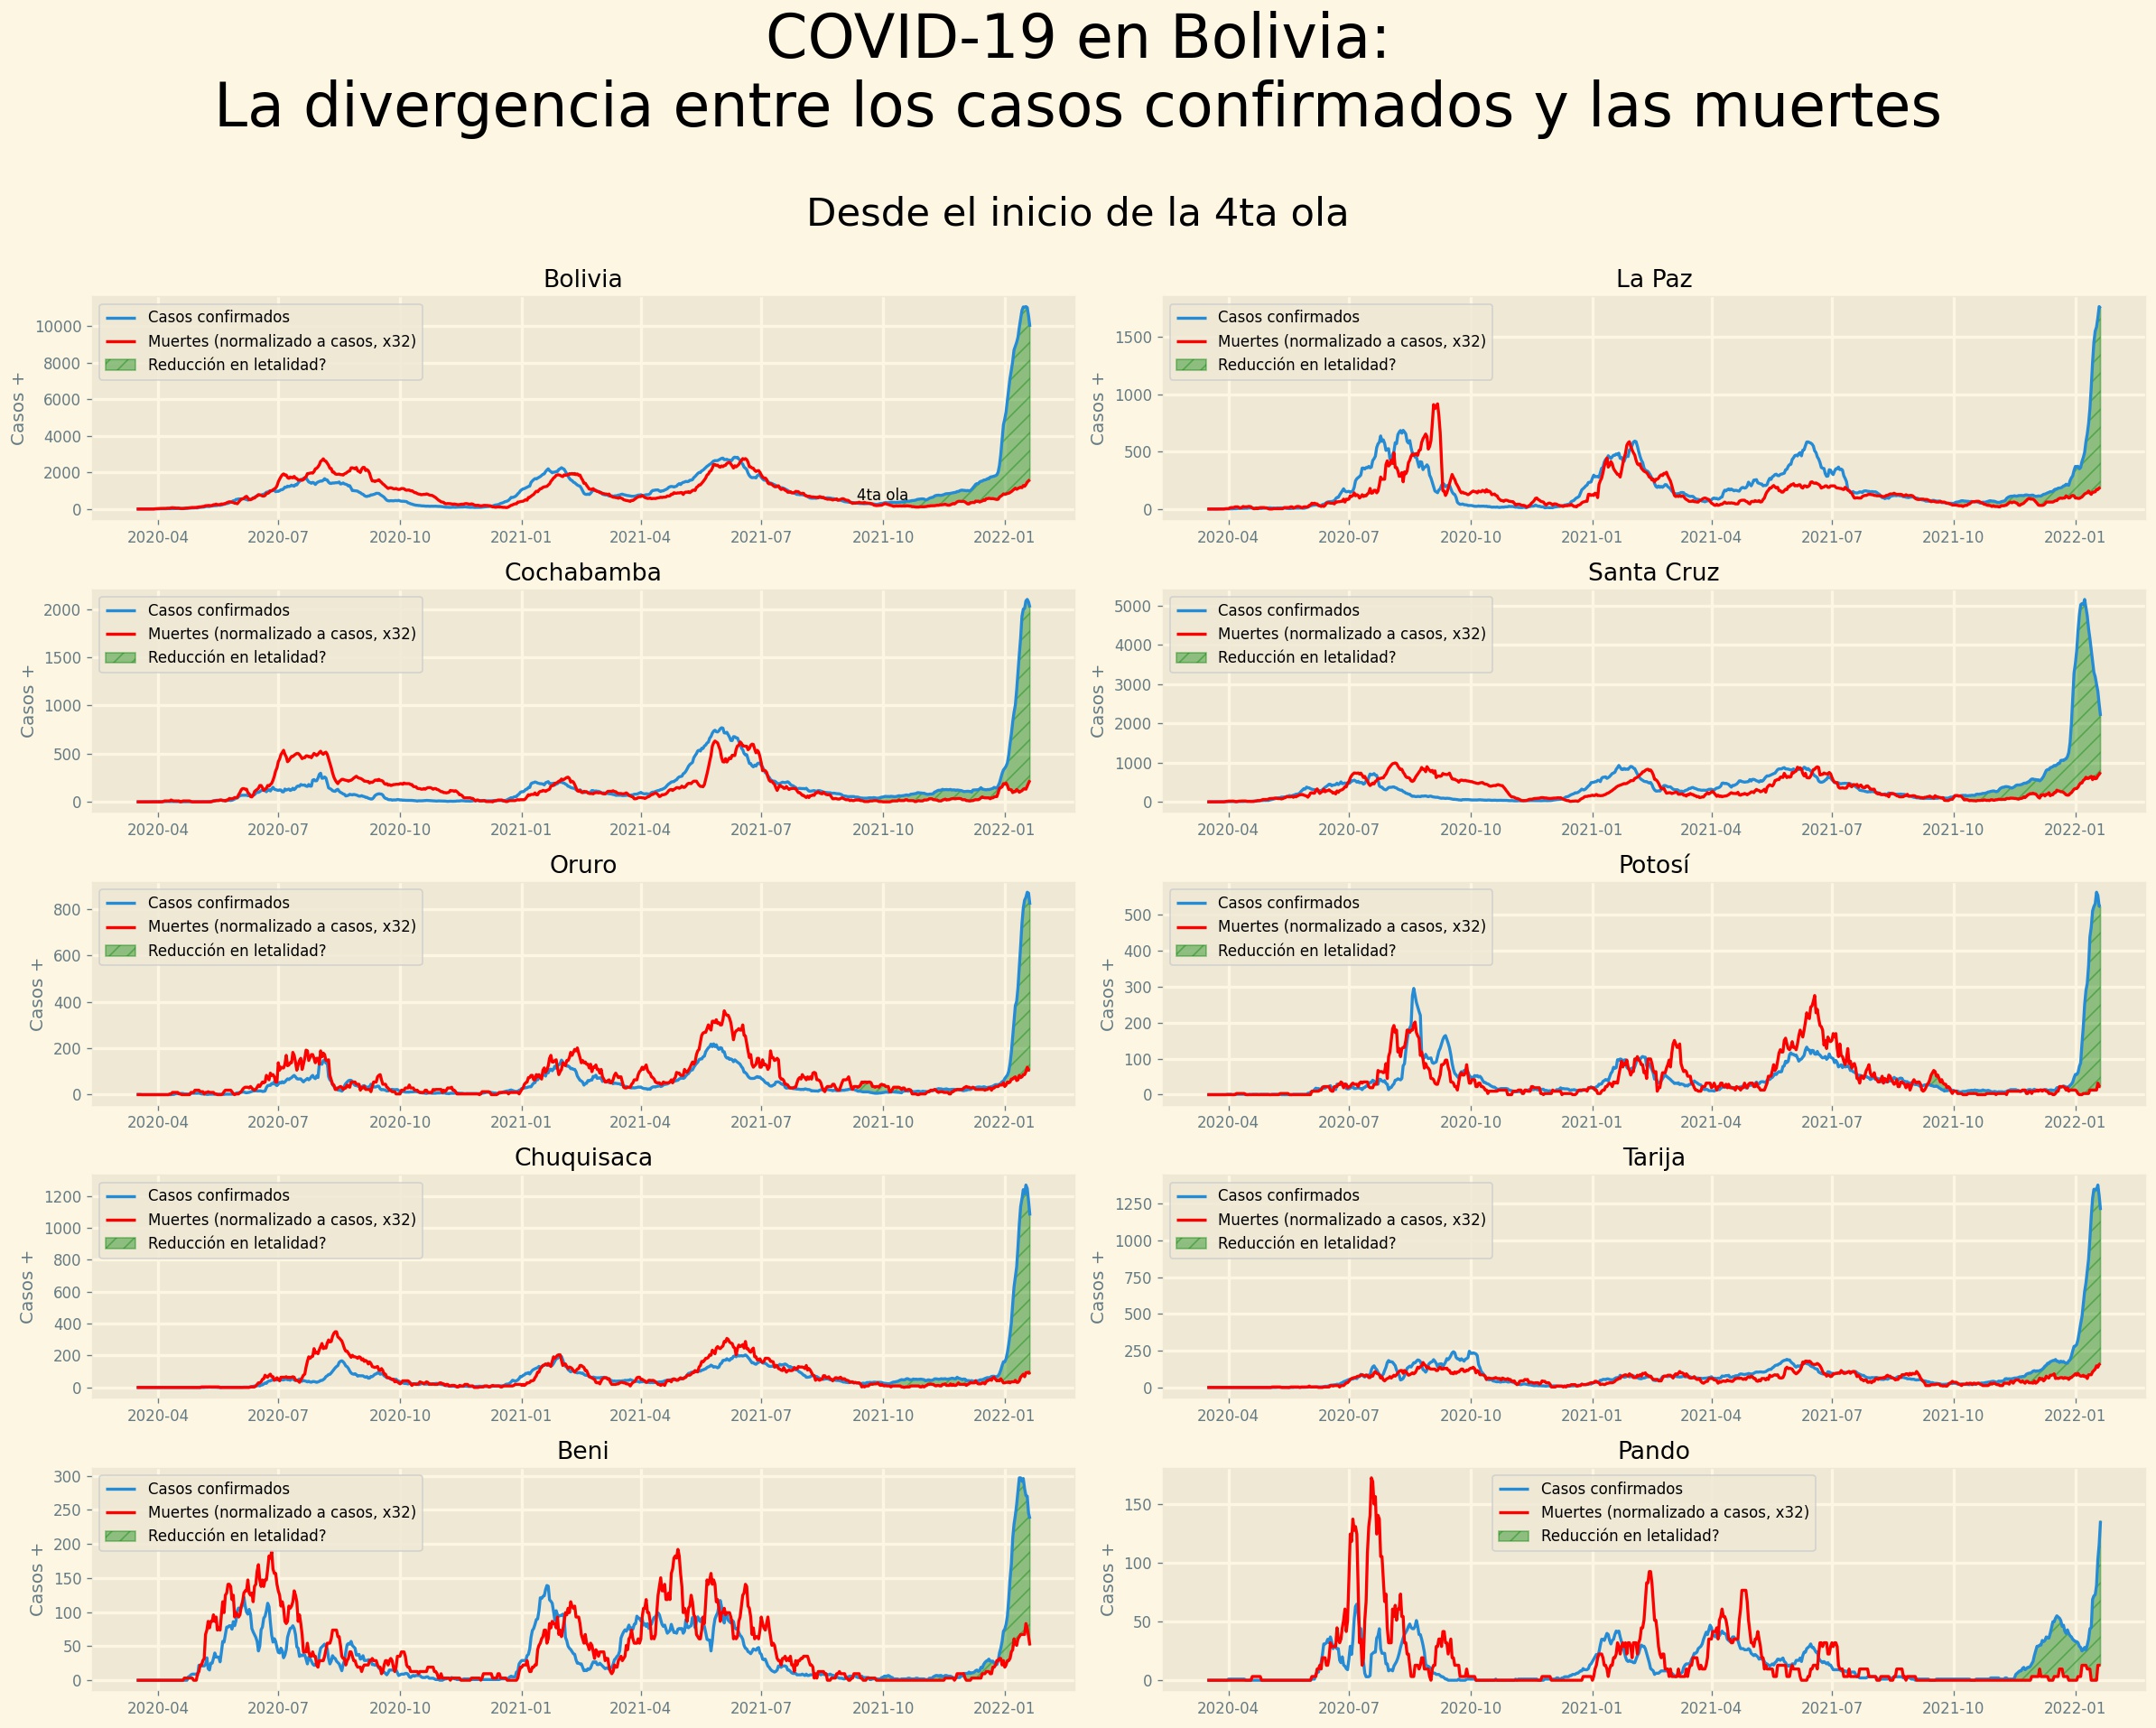 COVID-19 en Bolivia:
La divergencia entre los casos confirmados y las muertes
Desde el inicio de la 4ta ola
Bolivia
Casos +
10000
8000
6000
4000
2000
0
Casos confirmados
Muertes (normalizado a casos, x32)
Reducción en letalidad?
4ta ola
2020-04 2020-07 2020-10 2021-01 2021-04 2021-07 2021-10 2022-01
La Paz
Casos +
1500
1000
500
0
Casos confirmados
Muertes (normalizado a casos, x32)
Reducción en letalidad?
2020-04 2020-07 2020-10 2021-01 2021-04 2021-07 2021-10 2022-01
Cochabamba
Casos +
2000
1500
1000
500
0
Casos confirmados
Muertes (normalizado a casos, x32)
Reducción en letalidad?
2020-04 2020-07 2020-10 2021-01 2021-04 2021-07 2021-10 2022-01
Santa Cruz
Casos +
5000
4000
3000
2000
1000
0
Casos confirmados
Muertes (normalizado a casos, x32)
Reducción en letalidad?
2020-04 2020-07 2020-10 2021-01 2021-04 2021-07 2021-10 2022-01
Oruro
Casos +
800
600
400
200
0
Casos confirmados
Muertes (normalizado a casos, x32)
Reducción en letalidad?
2020-04 2020-07 2020-10 2021-01 2021-04 2021-07 2021-10 2022-01
Potosí
Casos +
500
400
300
200
100
0
Casos confirmados
Muertes (normalizado a casos, x32)
Reducción en letalidad?
2020-04 2020-07 2020-10 2021-01 2021-04 2021-07 2021-10 2022-01
Chuquisaca
Casos +
1200
1000
800
600
400
200
0
Casos confirmados
Muertes (normalizado a casos, x32)
Reducción en letalidad?
2020-04 2020-07 2020-10 2021-01 2021-04 2021-07 2021-10 2022-01
Tarija
Casos +
1250
1000
750
500
250
0
Casos confirmados
Muertes (normalizado a casos, x32)
Reducción en letalidad?
2020-04 2020-07 2020-10 2021-01 2021-04 2021-07 2021-10 2022-01
Beni
Casos +
300
250
200
150
100
50
0
Casos confirmados
Muertes (normalizado a casos, x32)
Reducción en letalidad?
2020-04 2020-07 2020-10 2021-01 2021-04 2021-07 2021-10 2022-01
Pando
Casos +
150
100
50
0
Casos confirmados
Muertes (normalizado a casos, x32)
Reducción en letalidad?
2020-04 2020-07 2020-10 2021-01 2021-04 2021-07 2021-10 2022-01